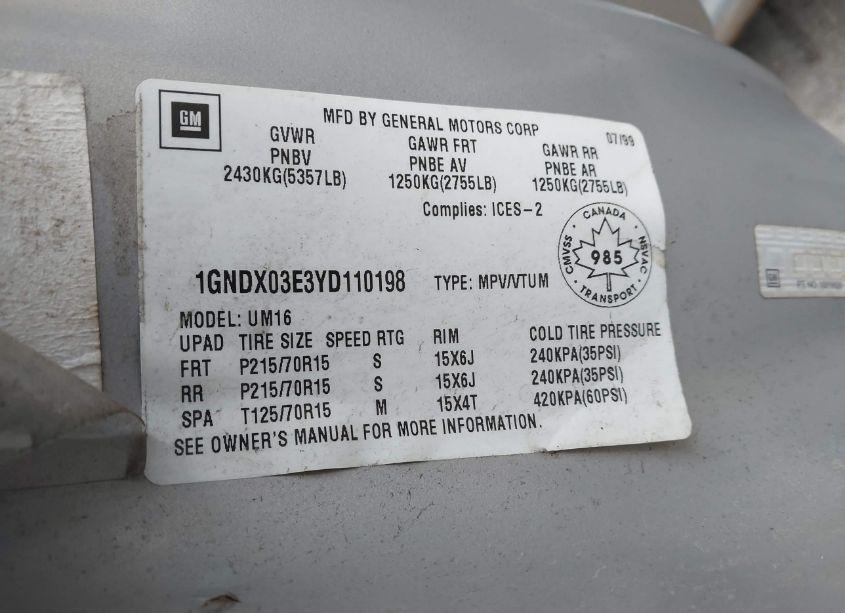 GM
MFD BY GENERAL MOTORS CORP 07/99
GVWR GAWR FRT GAWR RR
PNBV PNBE AV PNBE AR
2430KG(5357LB) 1250KG(2755LB) 1250KG(2755LB)
Complies: ICES-2
CANADA
CMVSS 985 NSVAC
TRANSPORT
1GNDX03E3YD110198 TYPE: MPV/VTUM
MODEL: UM16
UPAD TIRE SIZE SPEED RTG RIM COLD TIRE PRESSURE
FRT P215/70R15 S 15X6J 240KPA(35PSI)
RR P215/70R15 S 15X6J 240KPA(35PSI)
SPA T125/70R15 M 15X4T 420KPA(60PSI)
SEE OWNER'S MANUAL FOR MORE INFORMATION.
GM